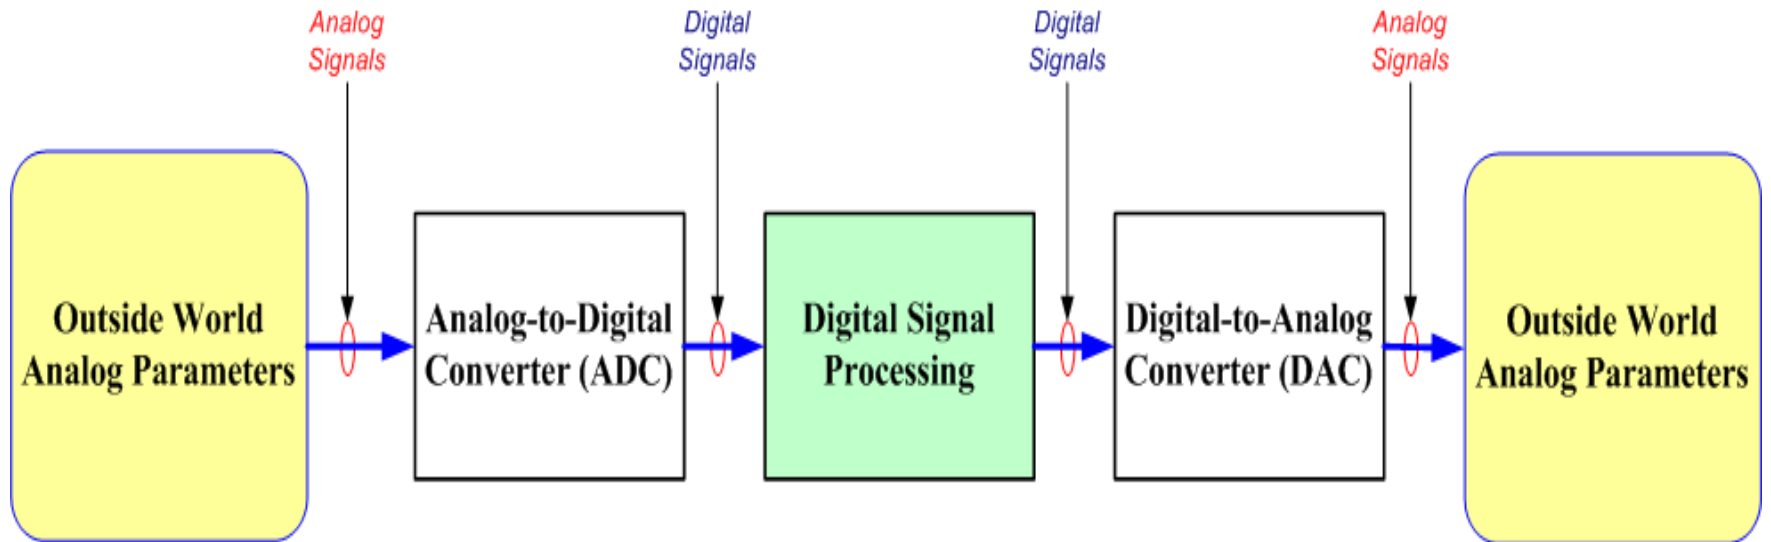 Analog
Signals
Digital
Signals
Digital
Signals
Analog
Signals
Outside World
Analog Parameters
Analog-to-Digital
Converter (ADC)
Digital Signal
Processing
Digital-to-Analog
Converter (DAC)
Outside World
Analog Parameters